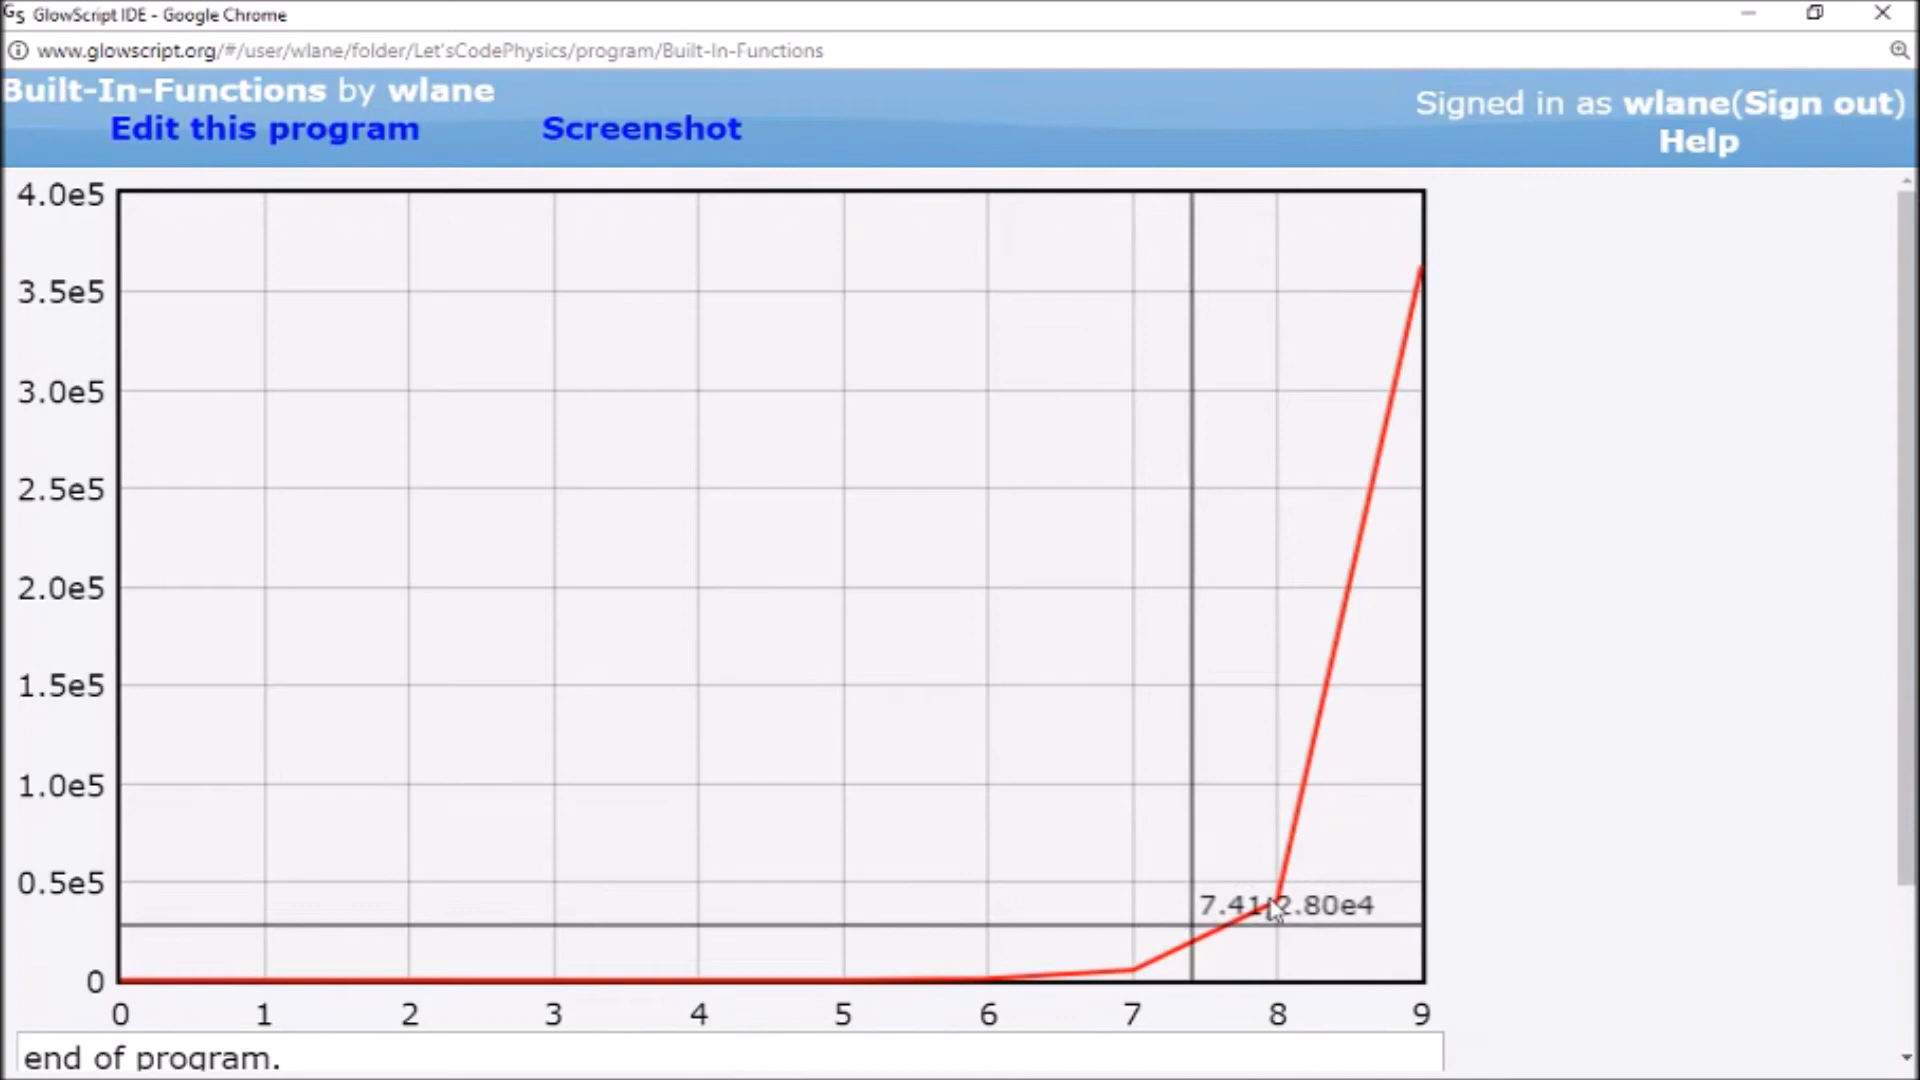 GlowScript IDE - Google Chrome
www.glowscript.org/#/user/wlane/folder/Let'sCodePhysics/program/Built-In-Functions
Built-In-Functions by wlane
Signed in as wlane(Sign out)
Edit this program
Screenshot
Help
4.0e5
3.5e5
3.0e5
2.5e5
2.0e5
1.5e5
1.0e5
0.5e5
7.41, 2.80e4
0
0 1 2 3 4 5 6 7 8 9
end of program.